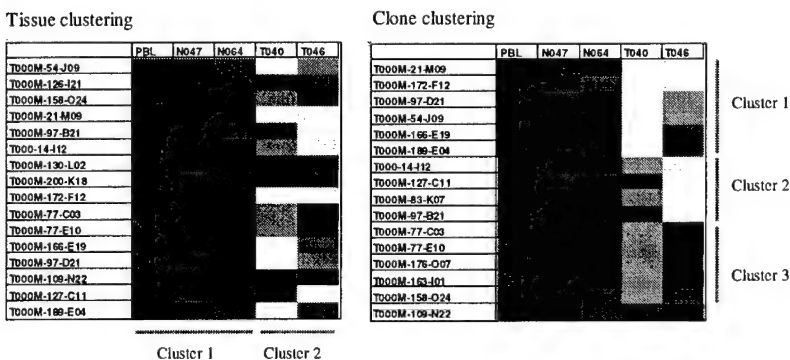 Tissue clustering
PBL N047 N064 T040 T046
T000M-54-J09
T000M-126-I21
T000M-158-O24
T000M-21-M09
T000M-97-B21
T000-14-I12
T000M-130-L02
T000M-200-K18
T000M-172-F12
T000M-77-C03
T000M-77-E10
T000M-166-E19
T000M-97-D21
T000M-109-N22
T000M-127-C11
T000M-189-E04
Cluster 1 Cluster 2
Clone clustering
PBL N047 N064 T040 T046
T000M-21-M09
T000M-172-F12
T000M-97-D21
T000M-54-J09
T000M-166-E19
T000M-189-E04
T000-14-I12
T000M-127-C11
T000M-83-K07
T000M-97-B21
T000M-77-C03
T000M-77-E10
T000M-176-O07
T000M-163-I01
T000M-158-O24
T000M-109-N22
Cluster 1
Cluster 2
Cluster 3